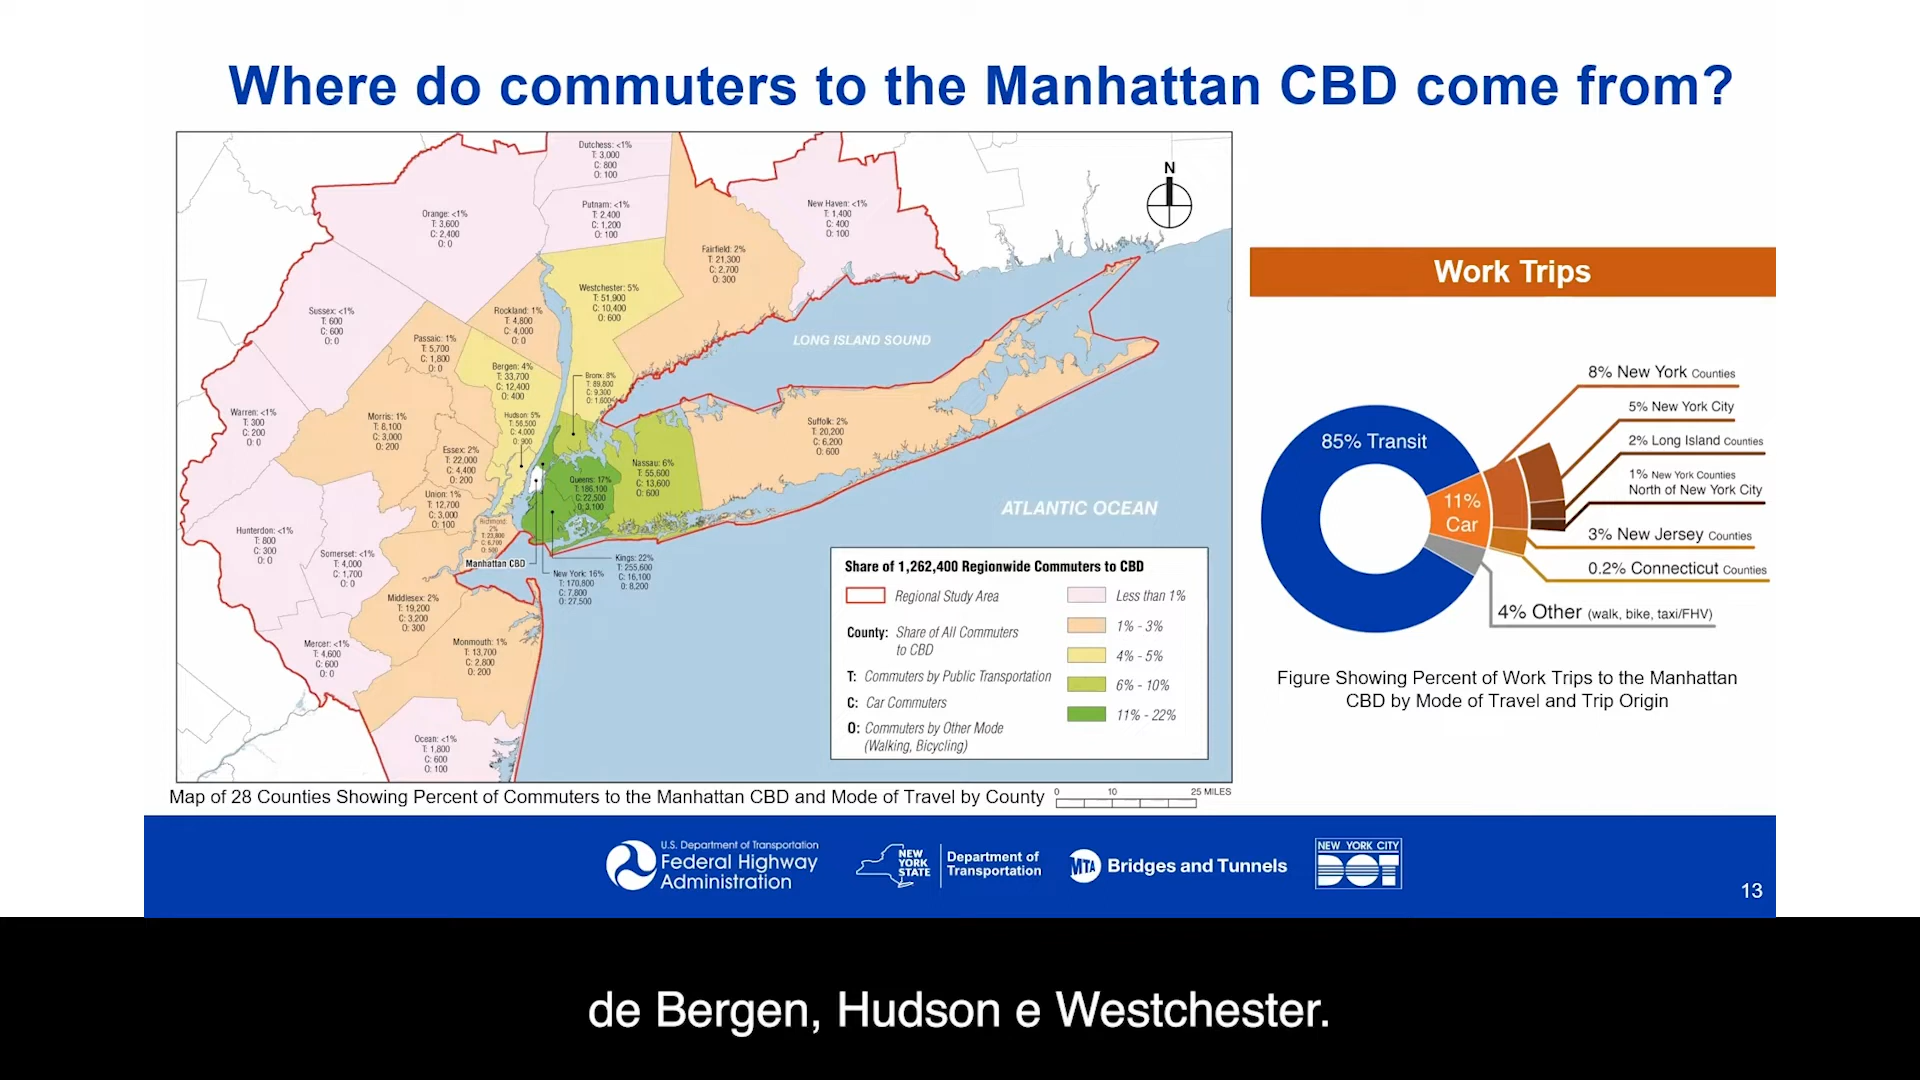 Where do commuters to the Manhattan CBD come from?
Dutchess: <1%
T: 3,000
C: 800
O: 100
Orange: <1%
T: 3,600
C: 2,400
O: 0
Putnam: <1%
T: 2,400
C: 1,200
O: 100
New Haven: <1%
T: 1,400
C: 400
O: 100
N
Fairfield: 2%
T: 21,300
C: 2,700
O: 300
Westchester: 5%
T: 51,900
C: 10,400
O: 600
Rockland: 1%
T: 4,800
C: 4,000
O: 0
Sussex: <1%
T: 600
C: 600
O: 0
Passaic: 1%
T: 5,700
C: 1,800
O: 0
LONG ISLAND SOUND
Bergen: 4%
T: 33,700
C: 12,400
O: 400
Bronx: 8%
T: 89,800
C: 9,300
O: 1,600
Warren: <1%
T: 300
C: 200
O: 0
Morris: 1%
T: 8,100
C: 3,000
O: 200
Hudson: 5%
T: 56,500
C: 4,000
O: 900
Suffolk: 2%
T: 20,200
C: 6,200
O: 600
Essex: 2%
T: 22,000
C: 4,400
O: 200
Nassau: 6%
T: 55,600
C: 13,600
O: 600
Queens: 17%
T: 186,100
C: 22,500
O: 3,100
Union: 1%
T: 12,700
C: 3,000
O: 100
Richmond:
2%
T: 23,800
C: 6,700
O: 500
ATLANTIC OCEAN
Hunterdon: <1%
T: 800
C: 300
O: 0
Somerset: <1%
T: 4,000
C: 1,700
O: 0
Manhattan CBD
Kings: 22%
T: 255,600
C: 16,100
O: 8,200
New York: 16%
T: 170,800
C: 7,800
O: 27,500
Middlesex: 2%
T: 19,200
C: 3,200
O: 300
Mercer: <1%
T: 4,600
C: 600
O: 0
Monmouth: 1%
T: 13,700
C: 2,800
O: 200
Ocean: <1%
T: 1,800
C: 600
O: 100
Share of 1,262,400 Regionwide Commuters to CBD
Regional Study Area
County: Share of All Commuters
to CBD
T: Commuters by Public Transportation
C: Car Commuters
O: Commuters by Other Mode
(Walking, Bicycling)
Less than 1%
1% - 3%
4% - 5%
6% - 10%
11% - 22%
Map of 28 Counties Showing Percent of Commuters to the Manhattan CBD and Mode of Travel by County
0 10 25 MILES
Work Trips
85% Transit
11%
Car
8% New York Counties
5% New York City
2% Long Island Counties
1% New York Counties
North of New York City
3% New Jersey Counties
0.2% Connecticut Counties
4% Other (walk, bike, taxi/FHV)
Figure Showing Percent of Work Trips to the Manhattan
CBD by Mode of Travel and Trip Origin
U.S. Department of Transportation
Federal Highway
Administration
NEW
YORK
STATE
Department of
Transportation
MTA Bridges and Tunnels
NEW YORK CITY
DOT
13
de Bergen, Hudson e Westchester.